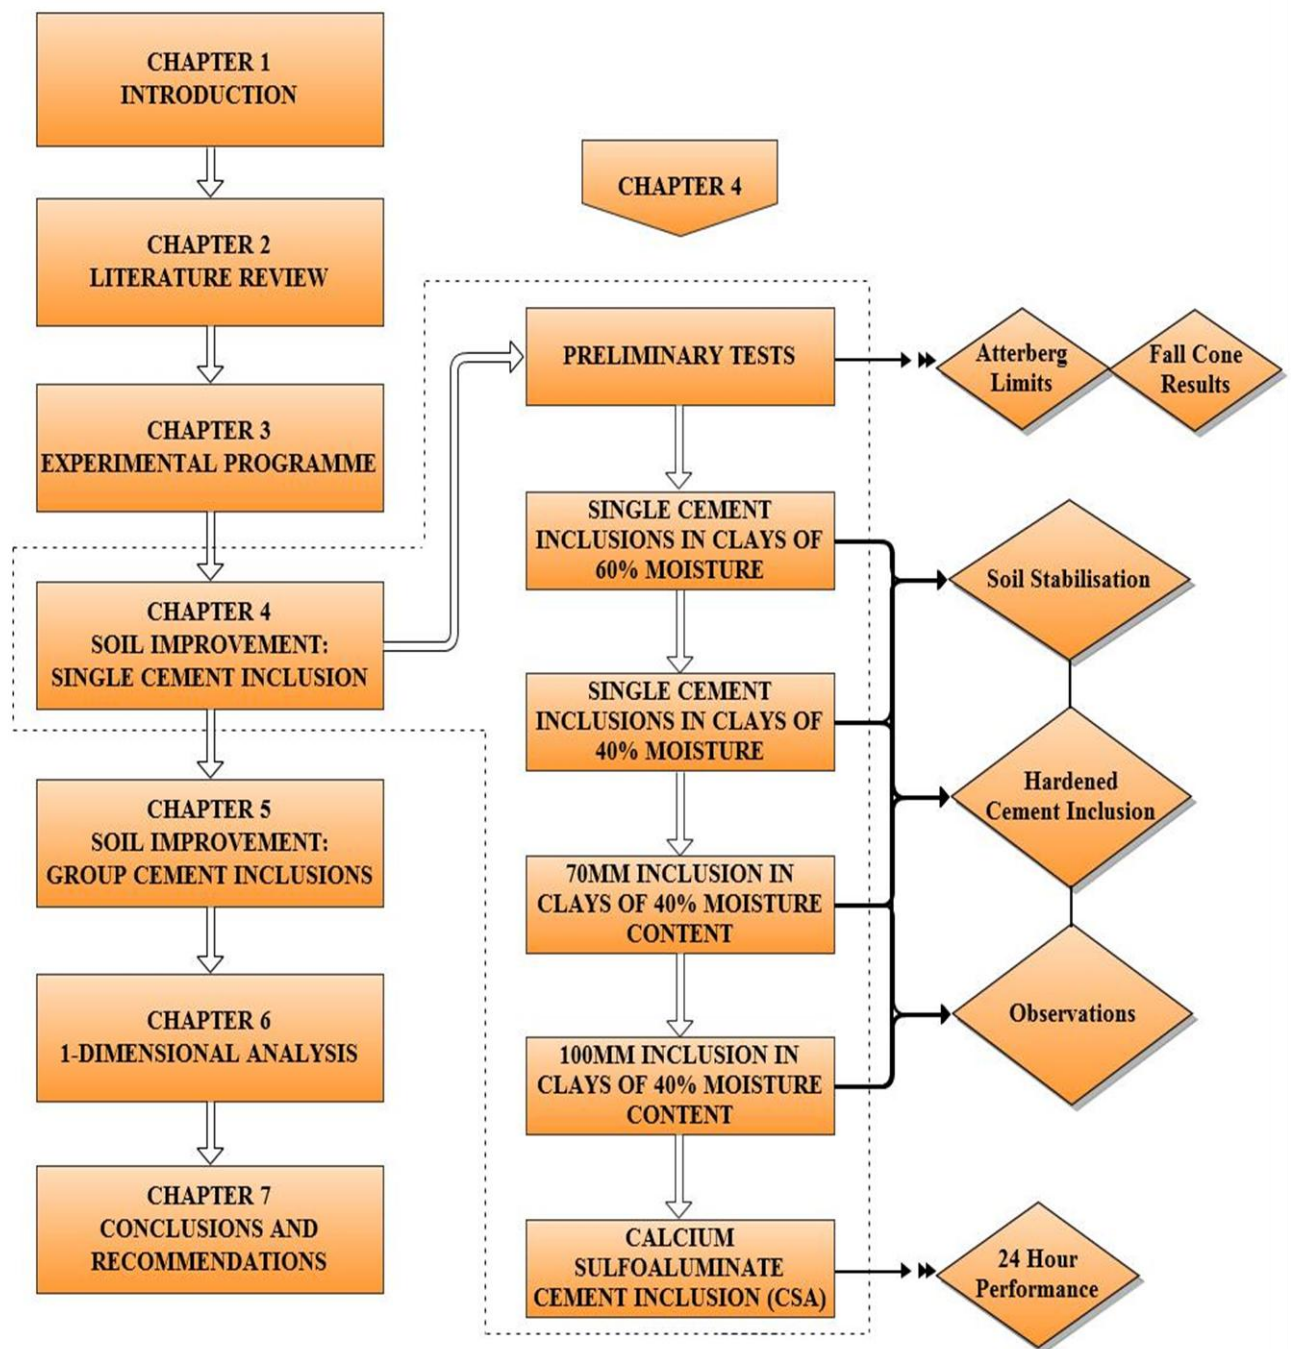 CHAPTER 1
INTRODUCTION
CHAPTER 2
LITERATURE REVIEW
CHAPTER 3
EXPERIMENTAL PROGRAMME
CHAPTER 4
SOIL IMPROVEMENT:
SINGLE CEMENT INCLUSION
CHAPTER 5
SOIL IMPROVEMENT:
GROUP CEMENT INCLUSIONS
CHAPTER 6
1-DIMENSIONAL ANALYSIS
CHAPTER 7
CONCLUSIONS AND
RECOMMENDATIONS
CHAPTER 4
PRELIMINARY TESTS
SINGLE CEMENT
INCLUSIONS IN CLAYS OF
60% MOISTURE
SINGLE CEMENT
INCLUSIONS IN CLAYS OF
40% MOISTURE
70MM INCLUSION IN
CLAYS OF 40% MOISTURE
CONTENT
100MM INCLUSION IN
CLAYS OF 40% MOISTURE
CONTENT
CALCIUM
SULFOALUMINATE
CEMENT INCLUSION (CSA)
Atterberg
Limits
Fall Cone
Results
Soil Stabilisation
Hardened
Cement Inclusion
Observations
24 Hour
Performance